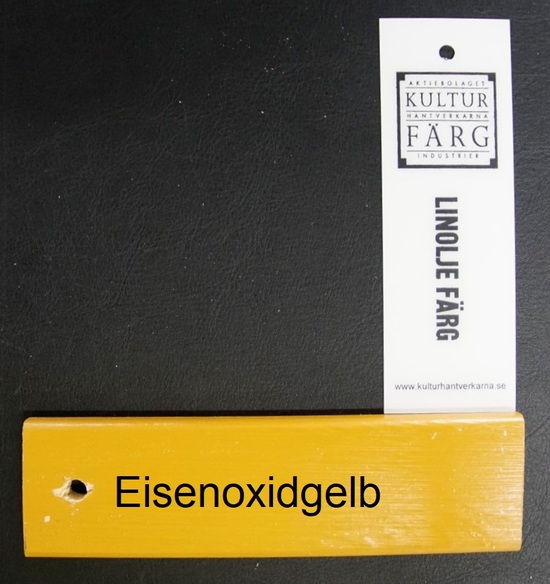 AKTIEBOLAGET
KULTUR
HANTVERKARNA
FÄRG
INDUSTRIER
LINOLJE FÄRG
www.kulturhantverkarna.se
Eisenoxidgelb